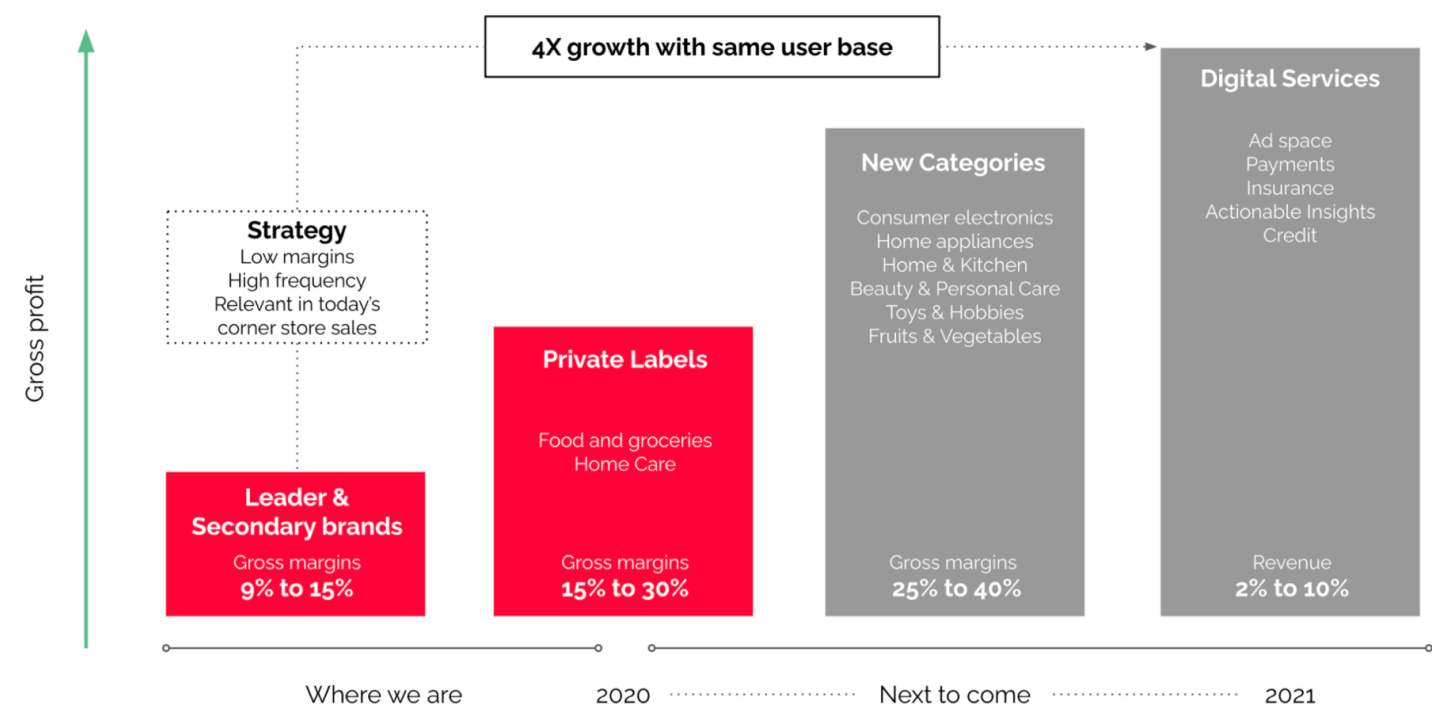 4X growth with same user base
Gross profit
Strategy
Low margins
High frequency
Relevant in today's
corner store sales
Leader &
Secondary brands
Gross margins
9% to 15%
Private Labels
Food and groceries
Home Care
Gross margins
15% to 30%
New Categories
Consumer electronics
Home appliances
Home & Kitchen
Beauty & Personal Care
Toys & Hobbies
Fruits & Vegetables
Gross margins
25% to 40%
Digital Services
Ad space
Payments
Insurance
Actionable Insights
Credit
Revenue
2% to 10%
Where we are
2020
Next to come
2021